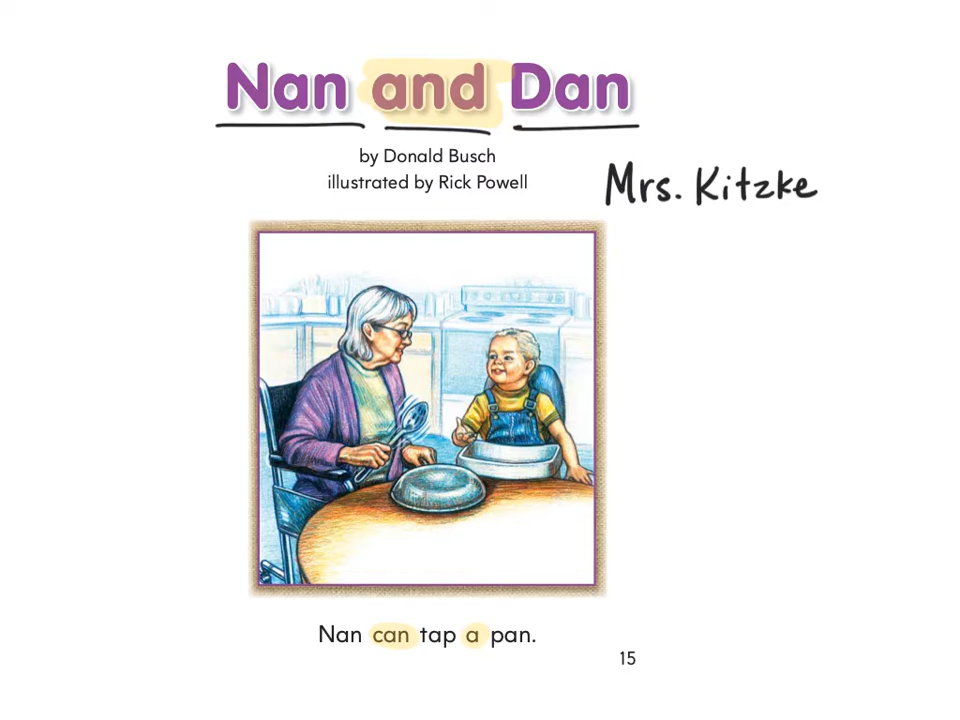 Nan and Dan
by Donald Busch
illustrated by Rick Powell
Mrs. Kitzke
Nan can tap a pan.
15